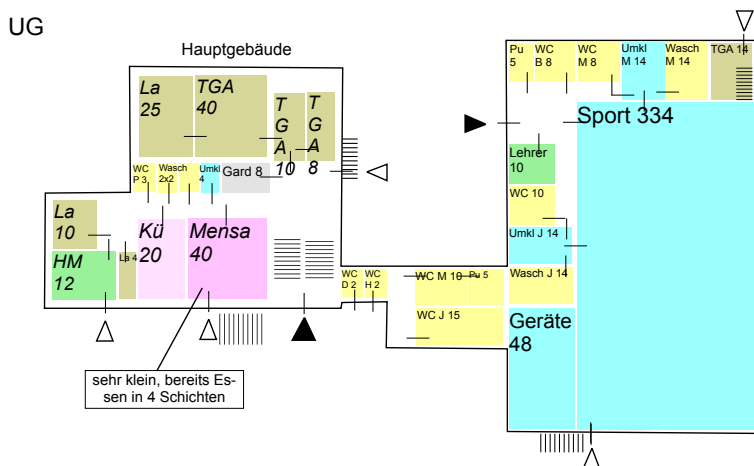 UG
Hauptgebäude
Pu
5
WC
B 8
WC
M 8
Umkl
M 14
Wasch
M 14
TGA 14
La
25
TGA
40
T
G
A
10
T
G
A
8
Sport 334
Lehrer
10
WC
P 3
Wasch
2x2
Umkl
4
Gard 8
WC 10
La
10
Kü
20
Mensa
40
Umkl J 14
HM
12
La 4
WC
D 2
WC
H 2
WC M 10
Pu 5
Wasch J 14
WC J 15
Geräte
48
sehr klein, bereits Es-
sen in 4 Schichten